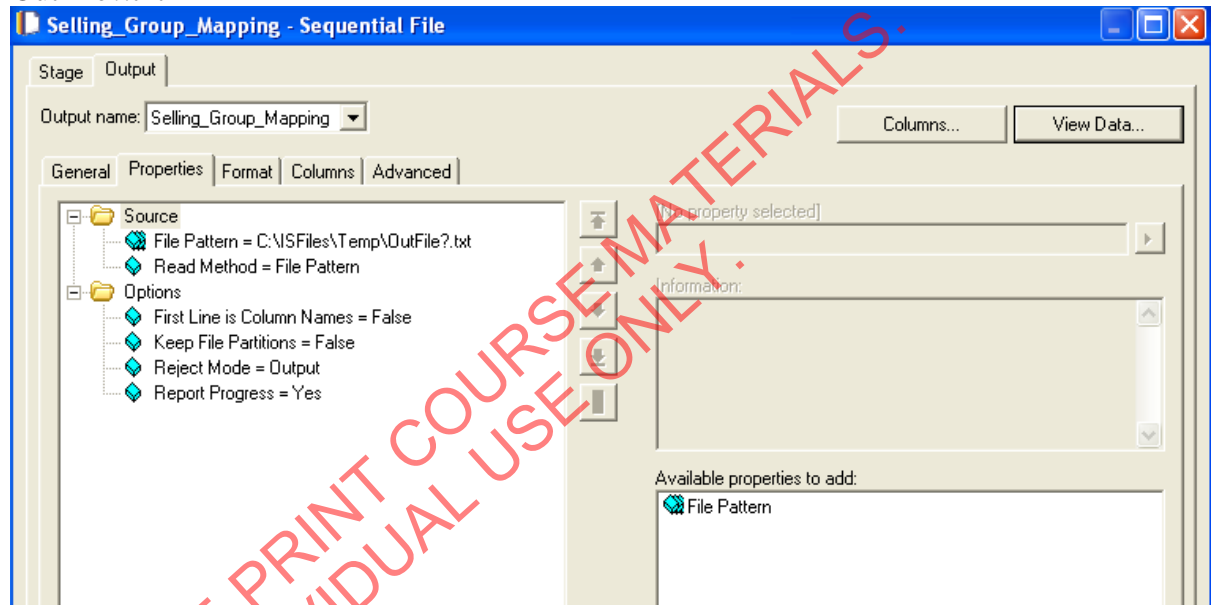 Selling_Group_Mapping - Sequential File
Stage Output
Output name: Selling_Group_Mapping
Columns... View Data...
General Properties Format Columns Advanced
Source
File Pattern = C:\ISFiles\Temp\OutFile?.txt
Read Method = File Pattern
Options
First Line is Column Names = False
Keep File Partitions = False
Reject Mode = Output
Report Progress = Yes
[No property selected]
Information:
Available properties to add:
File Pattern
PRINT COURSE MATERIALS.
USE ONLY.